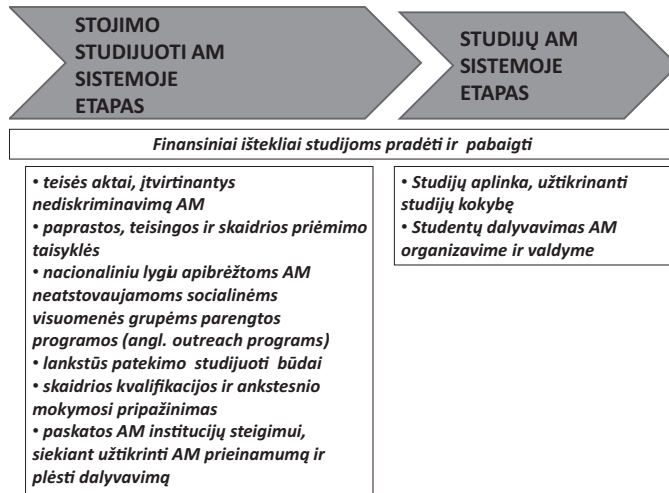 STOJIMO
STUDIJUOTI AM
SISTEMOJE
ETAPAS
STUDIJŲ AM
SISTEMOJE
ETAPAS
Finansiniai ištekliai studijoms pradėti ir pabaigti
• teisės aktai, įtvirtinantys
nediskriminavimą AM
• paprastos, teisingos ir skaidrios priėmimo
taisyklės
• nacionaliniu lygiu apibrėžtoms AM
neatstovaujamoms socialinėms
visuomenės grupėms parengtos
programos (angl. outreach programs)
• lankstūs patekimo studijuoti būdai
• skaidrios kvalifikacijos ir ankstesnio
mokymosi pripažinimas
• paskatos AM institucijų steigimui,
siekiant užtikrinti AM prieinamumą ir
plėsti dalyvavimą
• Studijų aplinka, užtikrinanti
studijų kokybę
• Studentų dalyvavimas AM
organizavime ir valdyme